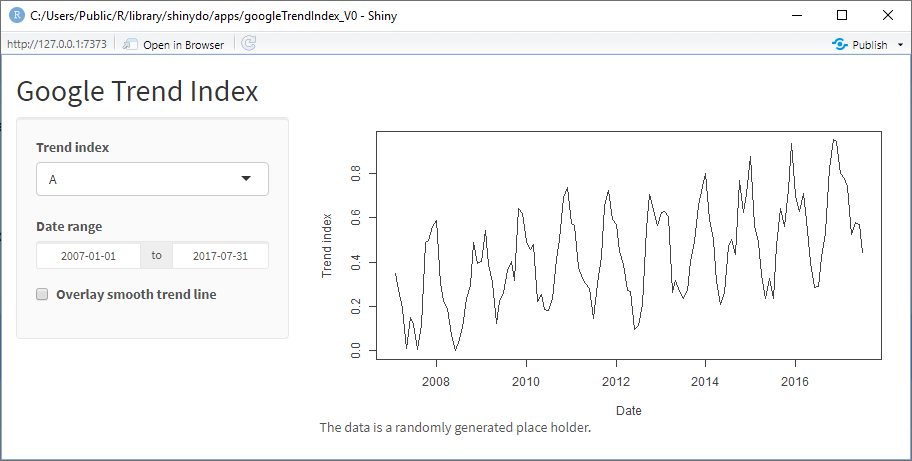 C:/Users/Public/R/library/shinydo/apps/googleTrendIndex_V0 - Shiny
http://127.0.0.1:7373 Open in Browser Publish
Google Trend Index
Trend index
A
Date range
2007-01-01 to 2017-07-31
Overlay smooth trend line
Trend index
0.8
0.6
0.4
0.2
0.0
2008 2010 2012 2014 2016
Date
The data is a randomly generated place holder.